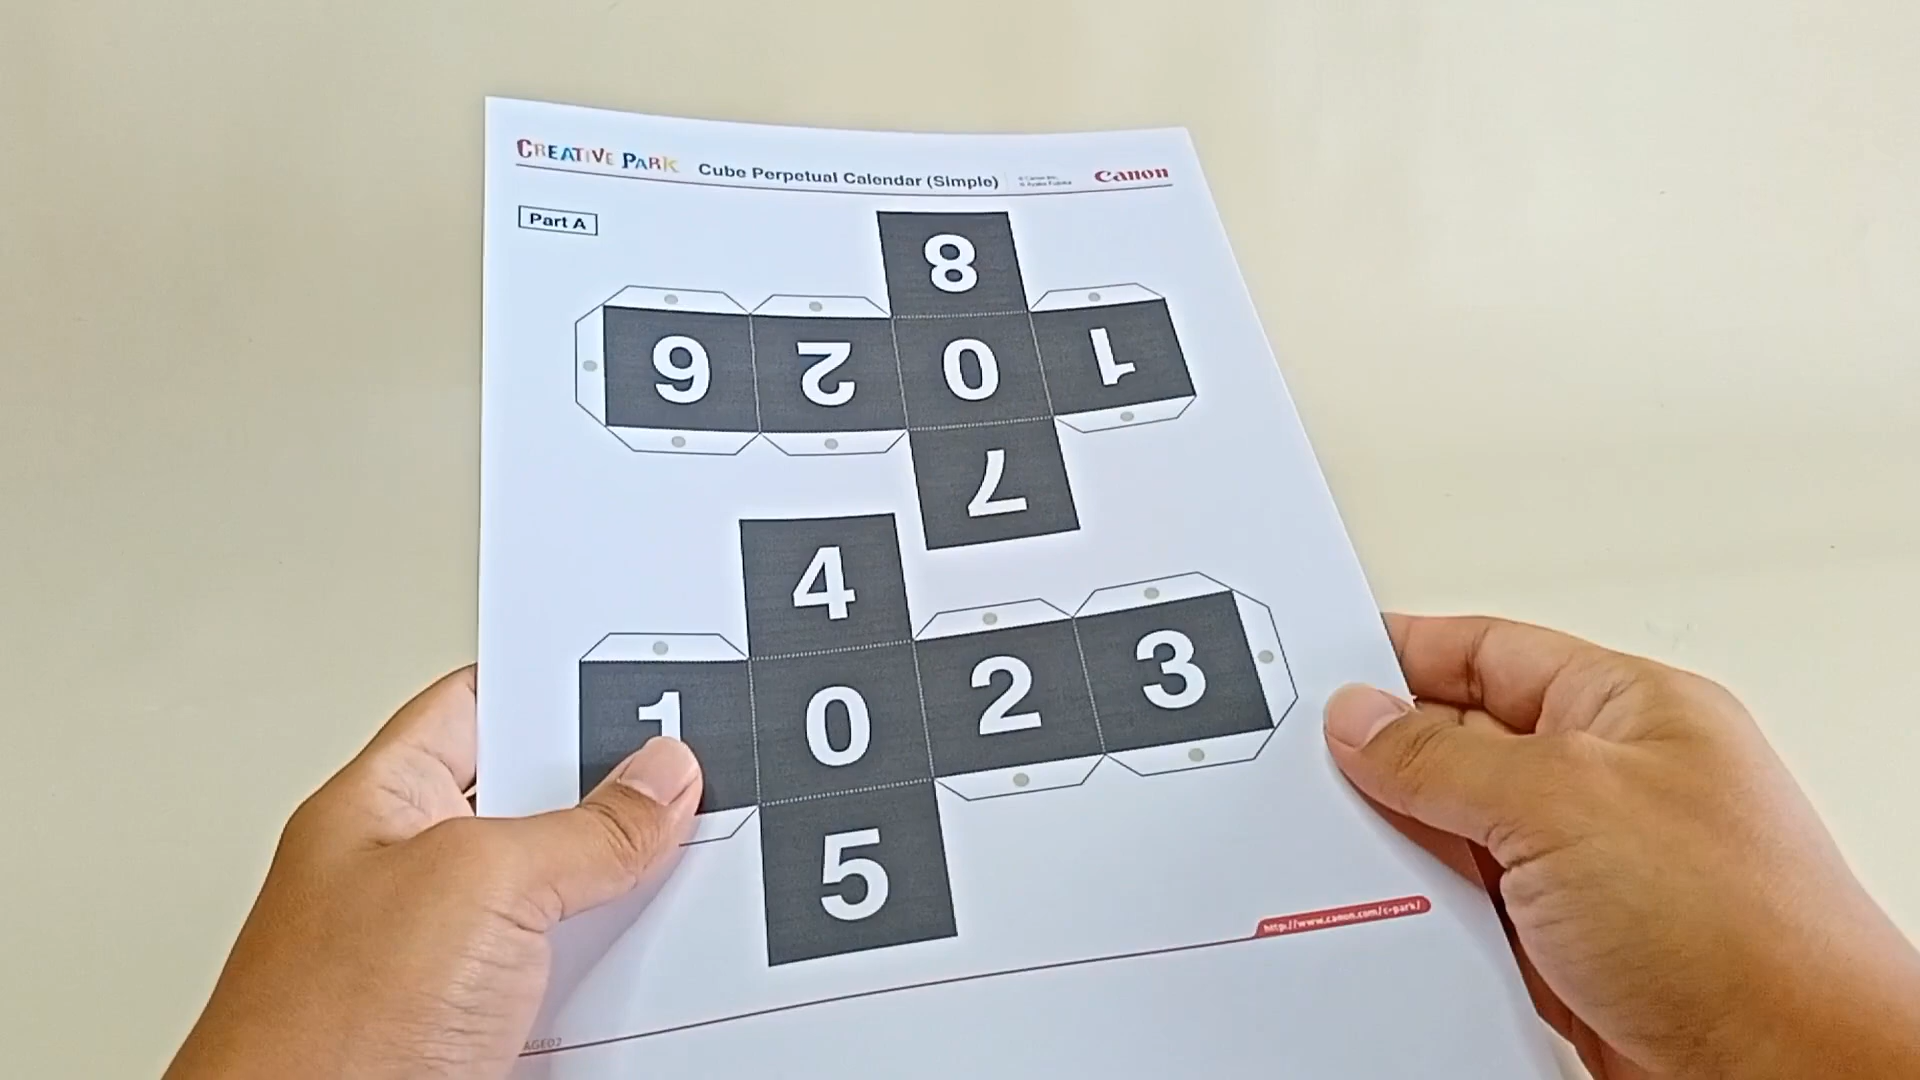 CREATIVE PARK Cube Perpetual Calendar (Simple) Canon
Part A
8
6 2 0 1
7
4
1 0 2 3
5
http://www.canon.com/c-park/